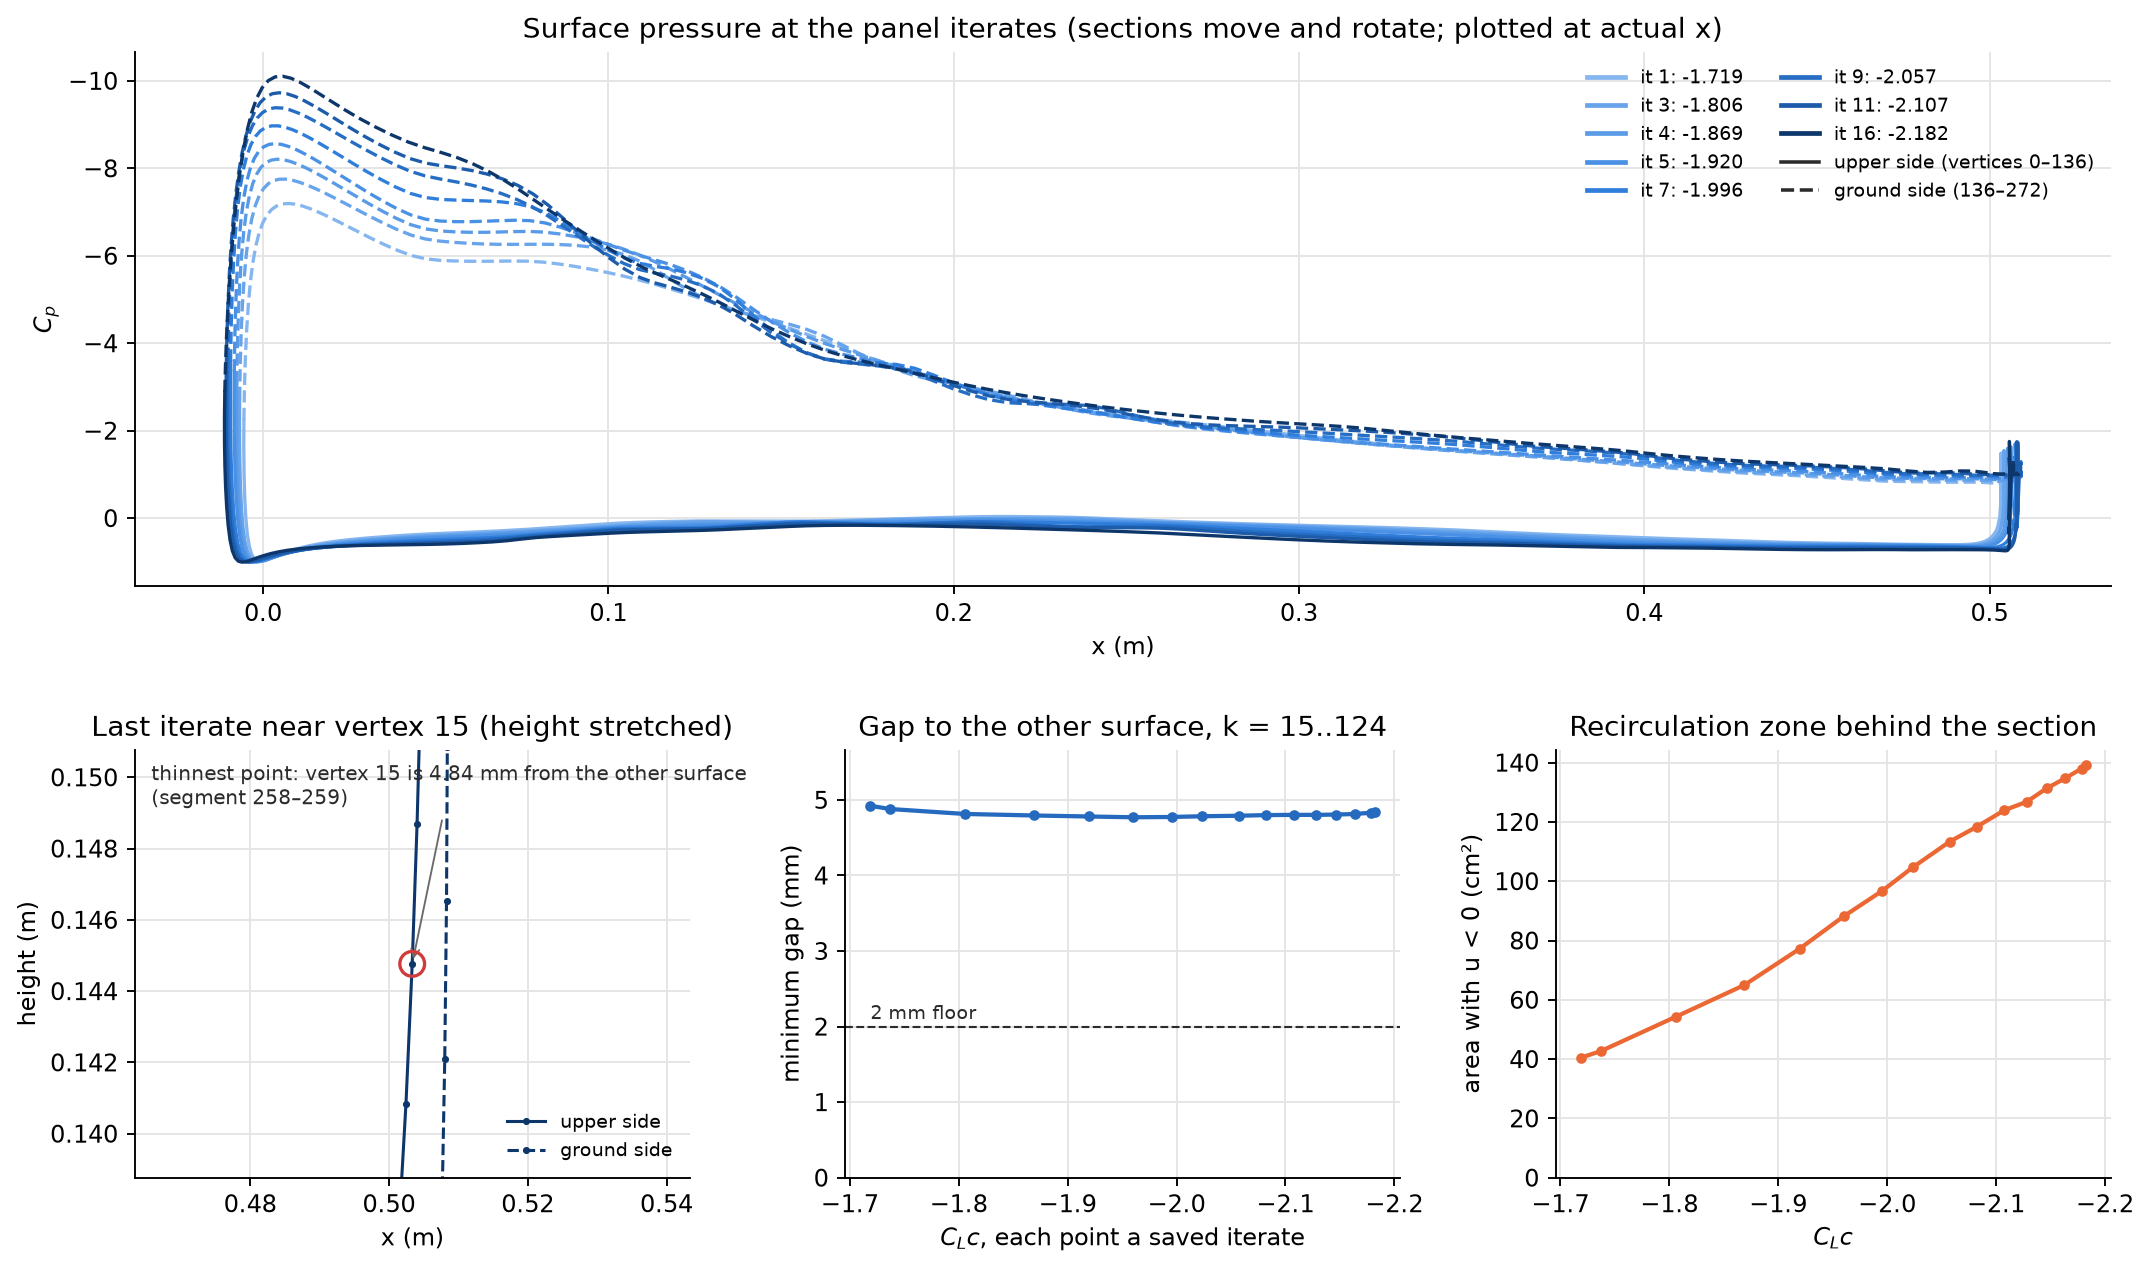 Surface pressure at the panel iterates (sections move and rotate; plotted at actual x)
−10
−8
−6
−4
−2
0
C_p
it 1: -1.719
it 3: -1.806
it 4: -1.869
it 5: -1.920
it 7: -1.996
it 9: -2.057
it 11: -2.107
it 16: -2.182
upper side (vertices 0–136)
ground side (136–272)
0.0 0.1 0.2 0.3 0.4 0.5
x (m)
Last iterate near vertex 15 (height stretched)
thinnest point: vertex 15 is 4.84 mm from the other surface
(segment 258–259)
0.150
0.148
0.146
0.144
0.142
0.140
height (m)
upper side
ground side
0.48 0.50 0.52 0.54
x (m)
Gap to the other surface, k = 15..124
5
4
3
2
1
0
minimum gap (mm)
2 mm floor
−1.7 −1.8 −1.9 −2.0 −2.1 −2.2
C_L c, each point a saved iterate
Recirculation zone behind the section
140
120
100
80
60
40
20
0
area with u < 0 (cm²)
−1.7 −1.8 −1.9 −2.0 −2.1 −2.2
C_L c